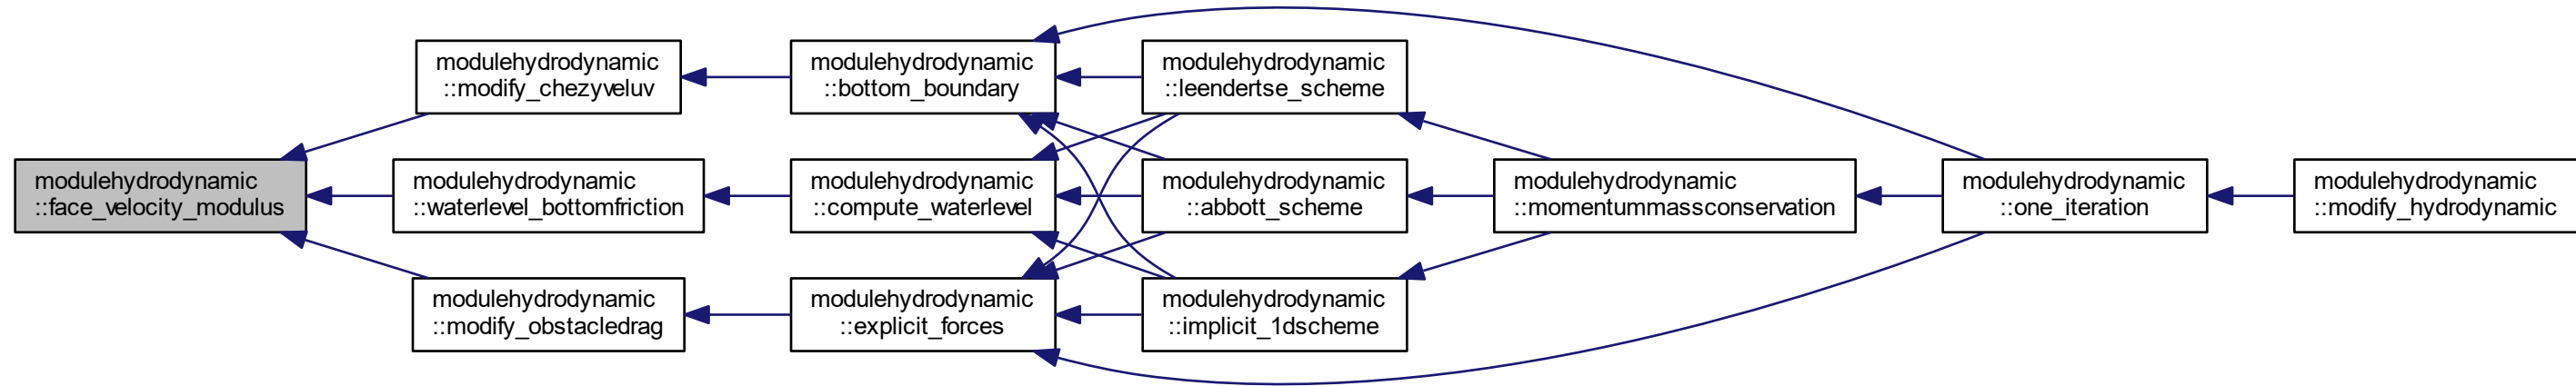 modulehydrodynamic
::face_velocity_modulus
modulehydrodynamic
::modify_chezyveluv
modulehydrodynamic
::waterlevel_bottomfriction
modulehydrodynamic
::modify_obstacledrag
modulehydrodynamic
::bottom_boundary
modulehydrodynamic
::compute_waterlevel
modulehydrodynamic
::explicit_forces
modulehydrodynamic
::leendertse_scheme
modulehydrodynamic
::abbott_scheme
modulehydrodynamic
::implicit_1dscheme
modulehydrodynamic
::momentummassconservation
modulehydrodynamic
::one_iteration
modulehydrodynamic
::modify_hydrodynamic